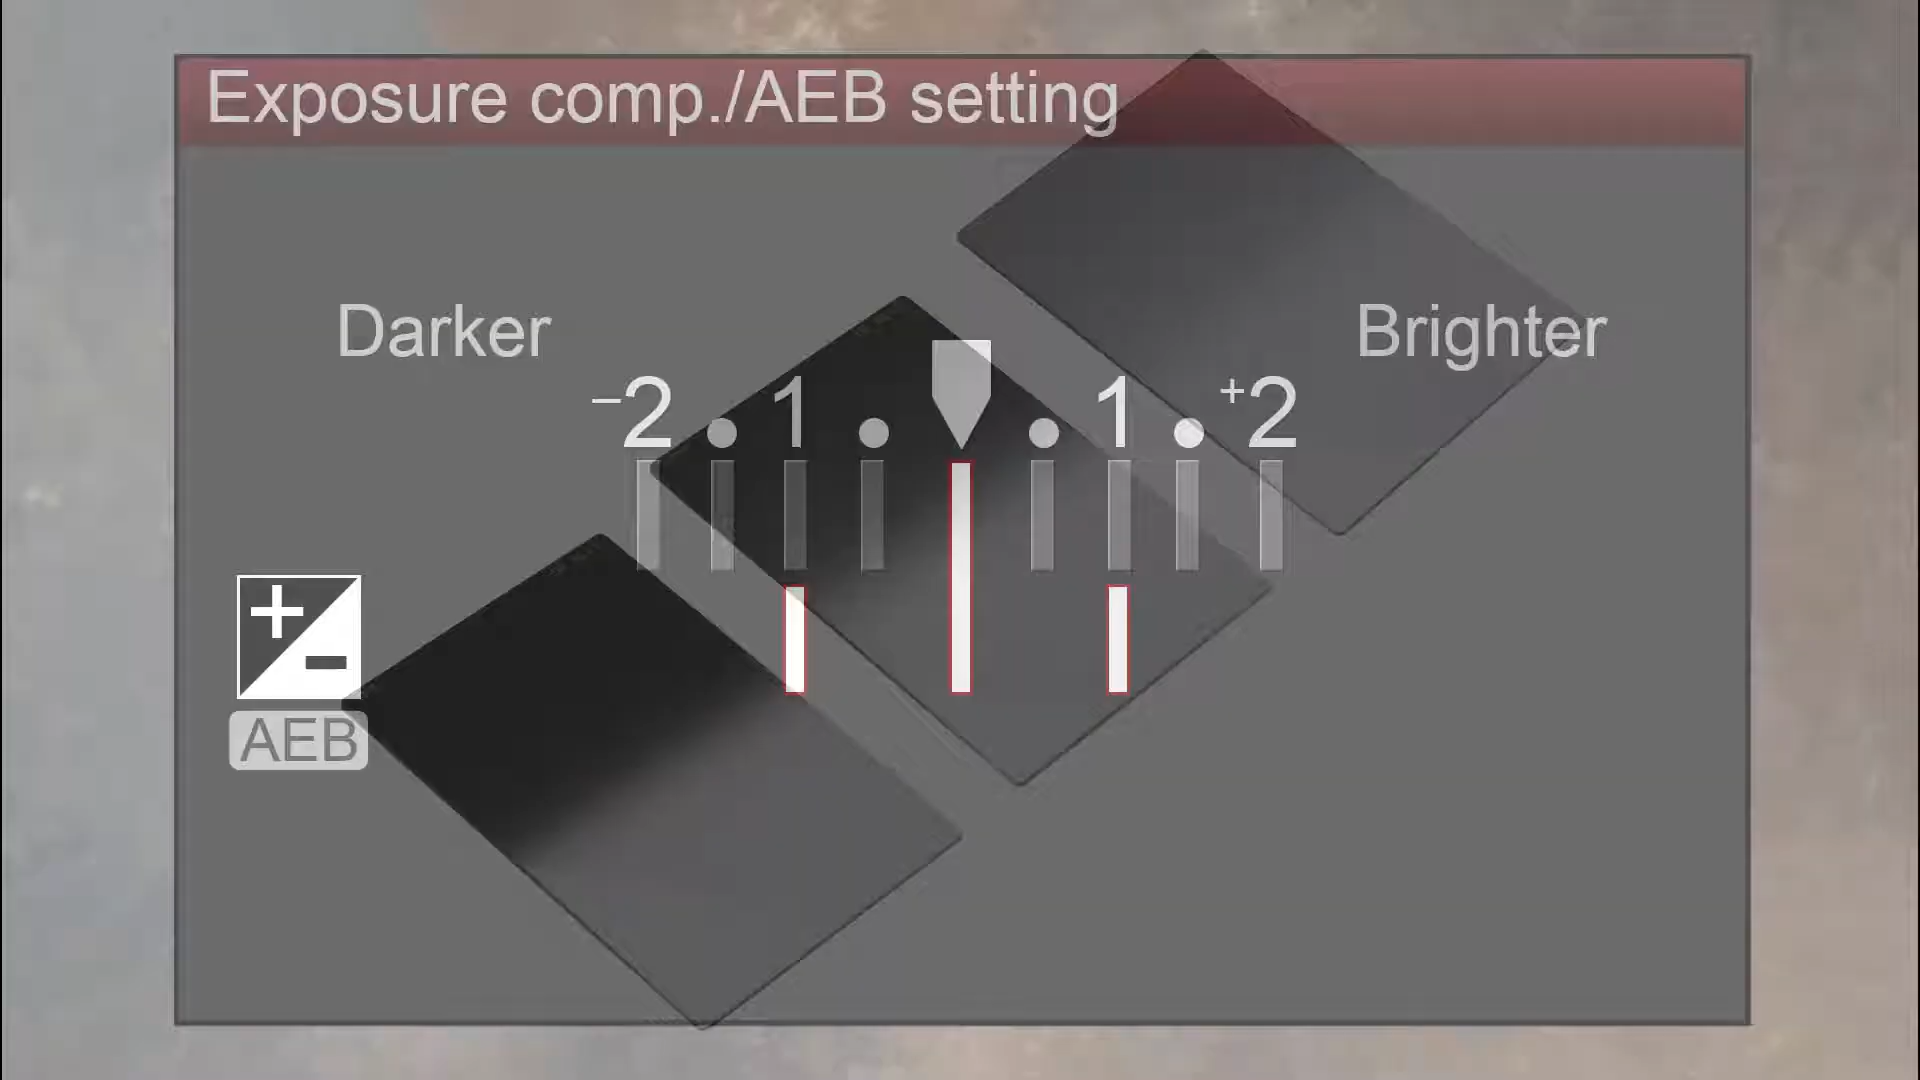 Exposure comp./AEB setting
Darker Brighter
−2 . 1 . . 1 . +2
AEB